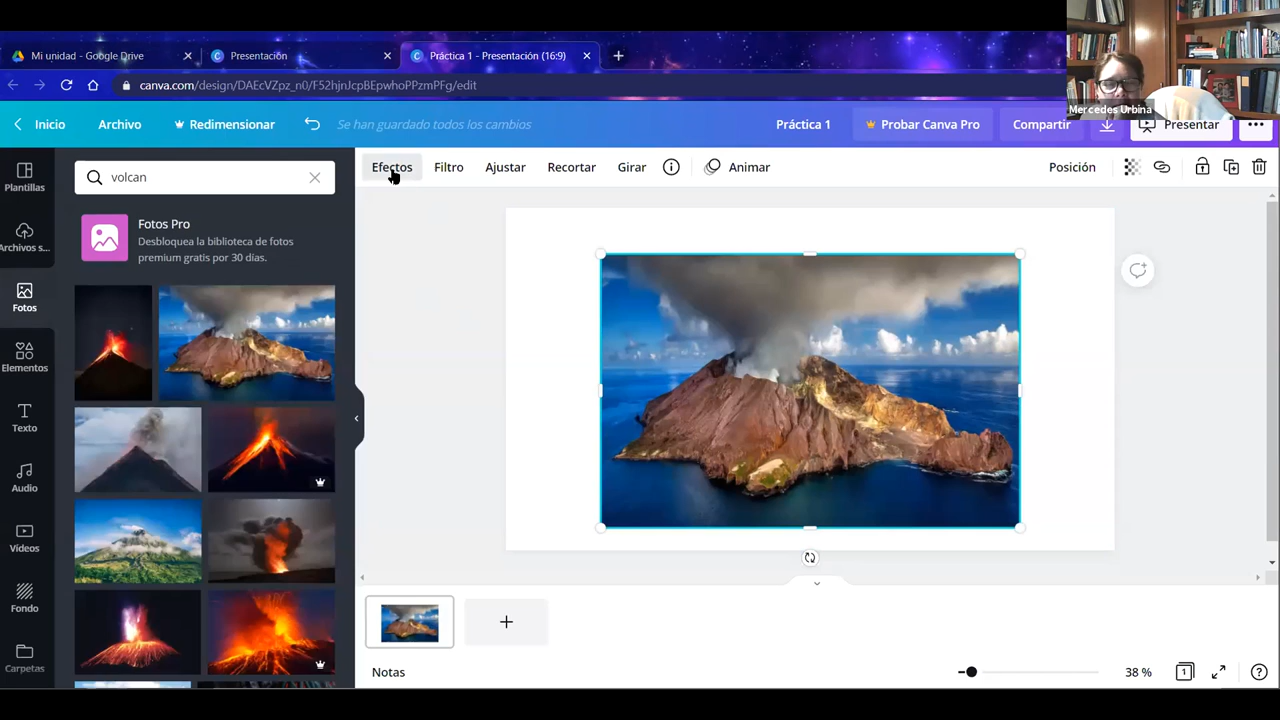 Mi unidad - Google Drive
Presentación
Práctica 1 - Presentación (16:9)
canva.com/design/DAEcVZpz_n0/F52hjnJcpBEpwhoPPzmPFg/edit
Mercedes Urbina
Inicio
Archivo
Redimensionar
Se han guardado todos los cambios
Práctica 1
Probar Canva Pro
Compartir
Presentar
Plantillas
Archivos s...
Fotos
Elementos
Texto
Audio
Vídeos
Fondo
Carpetas
volcan
Fotos Pro
Desbloquea la biblioteca de fotos
premium gratis por 30 días.
Efectos
Filtro
Ajustar
Recortar
Girar
Animar
Posición
Notas
38 %
1